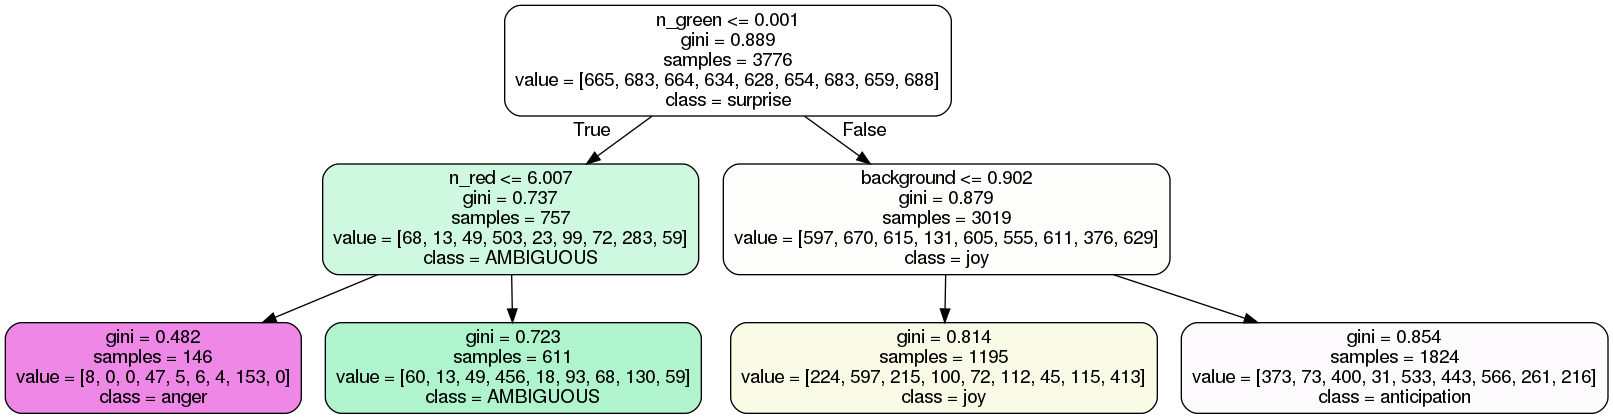 n_green <= 0.001
gini = 0.889
samples = 3776
value = [665, 683, 664, 634, 628, 654, 683, 659, 688]
class = surprise
True
False
n_red <= 6.007
gini = 0.737
samples = 757
value = [68, 13, 49, 503, 23, 99, 72, 283, 59]
class = AMBIGUOUS
background <= 0.902
gini = 0.879
samples = 3019
value = [597, 670, 615, 131, 605, 555, 611, 376, 629]
class = joy
gini = 0.482
samples = 146
value = [8, 0, 0, 47, 5, 6, 4, 153, 0]
class = anger
gini = 0.723
samples = 611
value = [60, 13, 49, 456, 18, 93, 68, 130, 59]
class = AMBIGUOUS
gini = 0.814
samples = 1195
value = [224, 597, 215, 100, 72, 112, 45, 115, 413]
class = joy
gini = 0.854
samples = 1824
value = [373, 73, 400, 31, 533, 443, 566, 261, 216]
class = anticipation